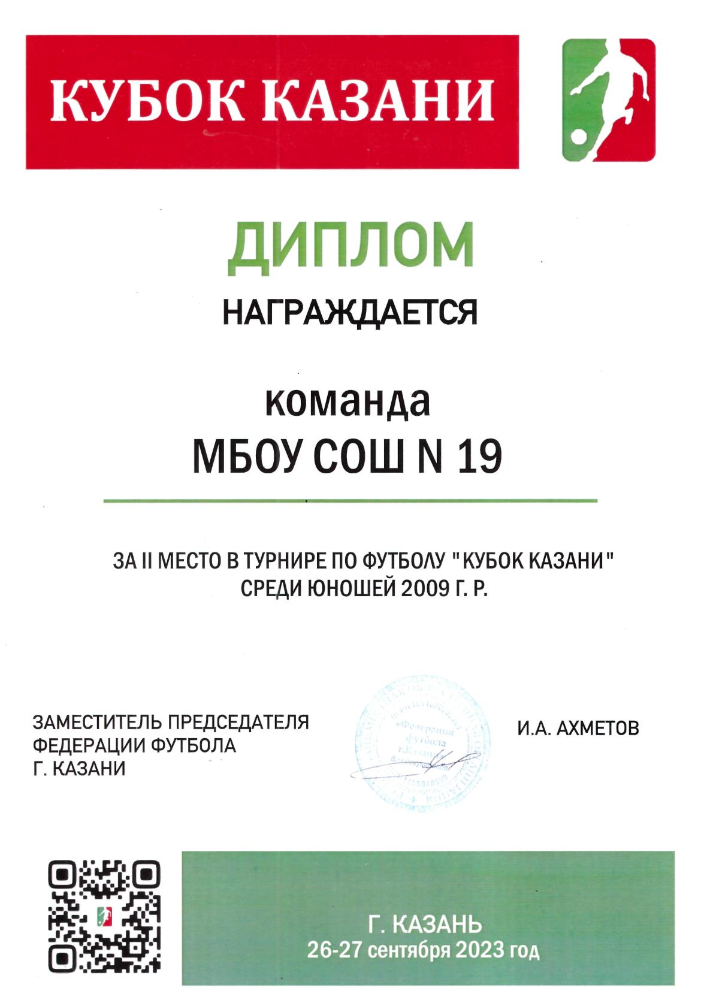 КУБОК КАЗАНИ
ДИПЛОМ
НАГРАЖДАЕТСЯ
команда
МБОУ СОШ N 19
ЗА II МЕСТО В ТУРНИРЕ ПО ФУТБОЛУ "КУБОК КАЗАНИ"
СРЕДИ ЮНОШЕЙ 2009 Г. Р.
ЗАМЕСТИТЕЛЬ ПРЕДСЕДАТЕЛЯ
ФЕДЕРАЦИИ ФУТБОЛА
Г. КАЗАНИ
«Федерация
футбола
г.Казани»
И.А. АХМЕТОВ
Г. КАЗАНЬ
26-27 сентября 2023 год